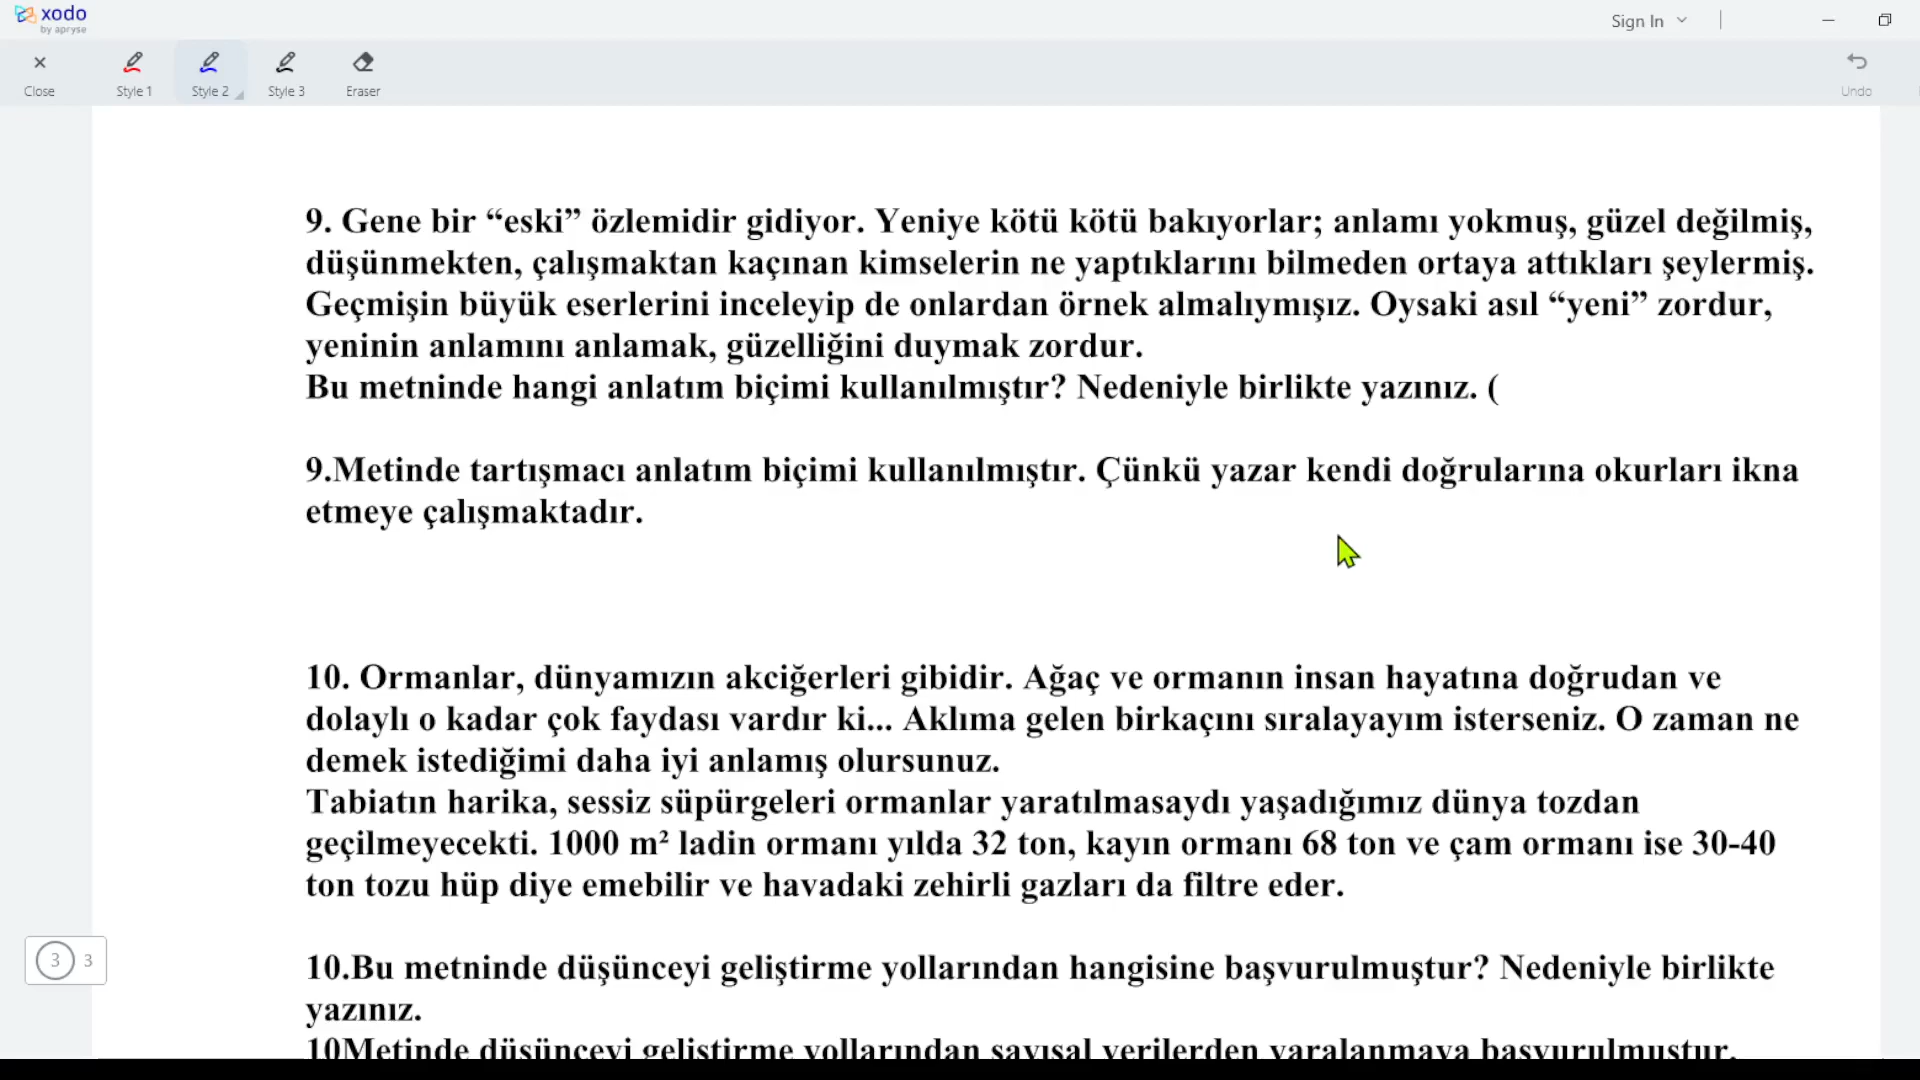 xodo
by apryse
Sign In
Close
Style 1
Style 2
Style 3
Eraser
Undo
9. Gene bir “eski” özlemidir gidiyor. Yeniye kötü kötü bakıyorlar; anlamı yokmuş, güzel değilmiş,
düşünmekten, çalışmaktan kaçınan kimselerin ne yaptıklarını bilmeden ortaya attıkları şeylermiş.
Geçmişin büyük eserlerini inceleyip de onlardan örnek almalıymışız. Oysaki asıl “yeni” zordur,
yeninin anlamını anlamak, güzelliğini duymak zordur.
Bu metninde hangi anlatım biçimi kullanılmıştır? Nedeniyle birlikte yazınız. (
9.Metinde tartışmacı anlatım biçimi kullanılmıştır. Çünkü yazar kendi doğrularına okurları ikna
etmeye çalışmaktadır.
10. Ormanlar, dünyamızın akciğerleri gibidir. Ağaç ve ormanın insan hayatına doğrudan ve
dolaylı o kadar çok faydası vardır ki... Aklıma gelen birkaçını sıralayayım isterseniz. O zaman ne
demek istediğimi daha iyi anlamış olursunuz.
Tabiatın harika, sessiz süpürgeleri ormanlar yaratılmasaydı yaşadığımız dünya tozdan
geçilmeyecekti. 1000 m² ladin ormanı yılda 32 ton, kayın ormanı 68 ton ve çam ormanı ise 30-40
ton tozu hüp diye emebilir ve havadaki zehirli gazları da filtre eder.
10.Bu metninde düşünceyi geliştirme yollarından hangisine başvurulmuştur? Nedeniyle birlikte
yazınız.
10Metinde düşünceyi geliştirme yollarından sayısal verilerden yaralanmaya başvurulmuştur.
3 3